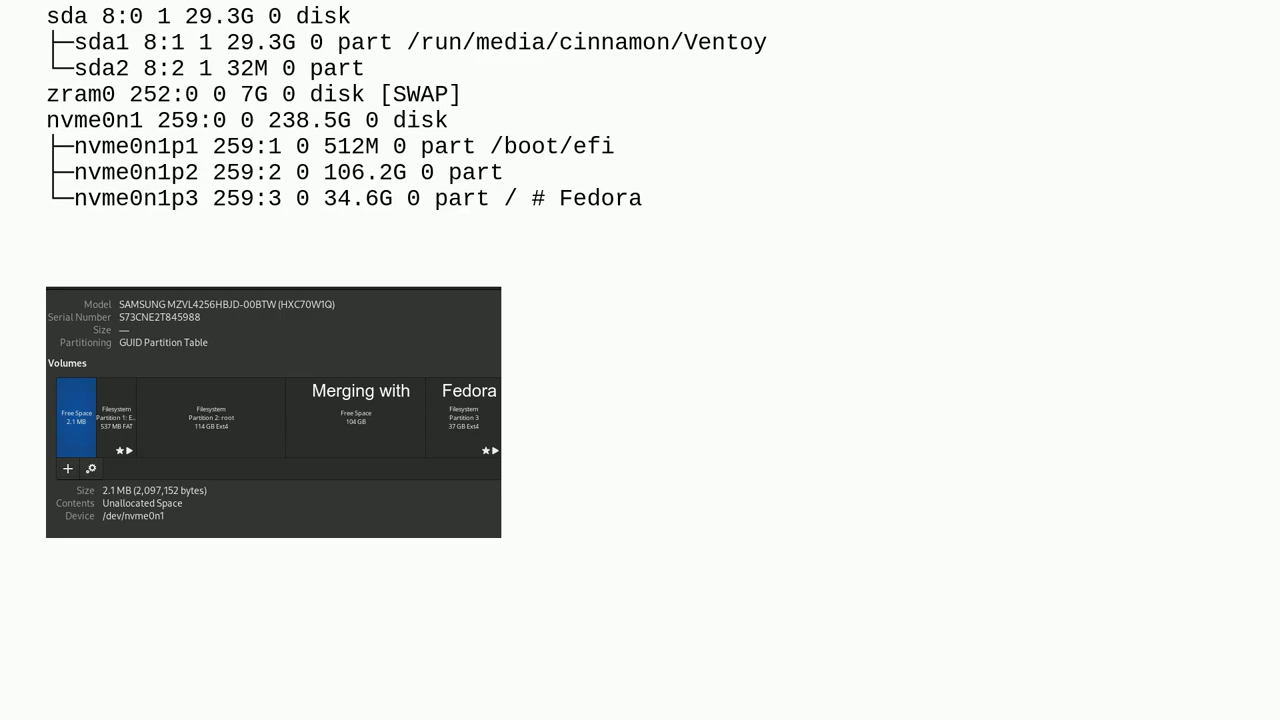 sda 8:0 1 29.3G 0 disk
├─sda1 8:1 1 29.3G 0 part /run/media/cinnamon/Ventoy
└─sda2 8:2 1 32M 0 part
zram0 252:0 0 7G 0 disk [SWAP]
nvme0n1 259:0 0 238.5G 0 disk
├─nvme0n1p1 259:1 0 512M 0 part /boot/efi
├─nvme0n1p2 259:2 0 106.2G 0 part
└─nvme0n1p3 259:3 0 34.6G 0 part / # Fedora
Model SAMSUNG MZVL4256HBJD-00BTW (HXC70W1Q)
Serial Number S73CNE2T845988
Size —
Partitioning GUID Partition Table
Volumes
Free Space
2.1 MB
Filesystem
Partition 1: E...
537 MB FAT
Filesystem
Partition 2: root
114 GB Ext4
Merging with
Free Space
104 GB
Fedora
Filesystem
Partition 3
37 GB Ext4
Size 2.1 MB (2,097,152 bytes)
Contents Unallocated Space
Device /dev/nvme0n1